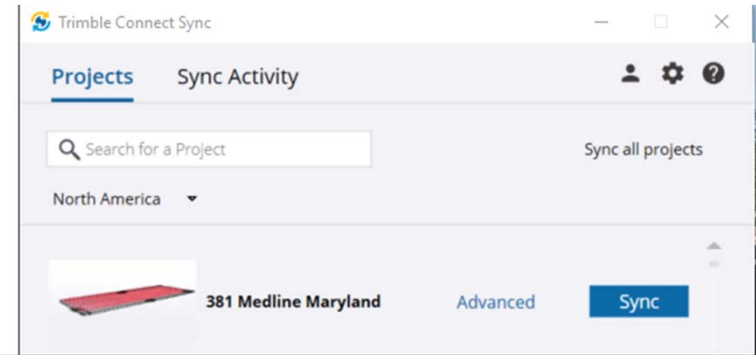 Trimble Connect Sync
Projects Sync Activity
Search for a Project Sync all projects
North America
381 Medline Maryland Advanced Sync